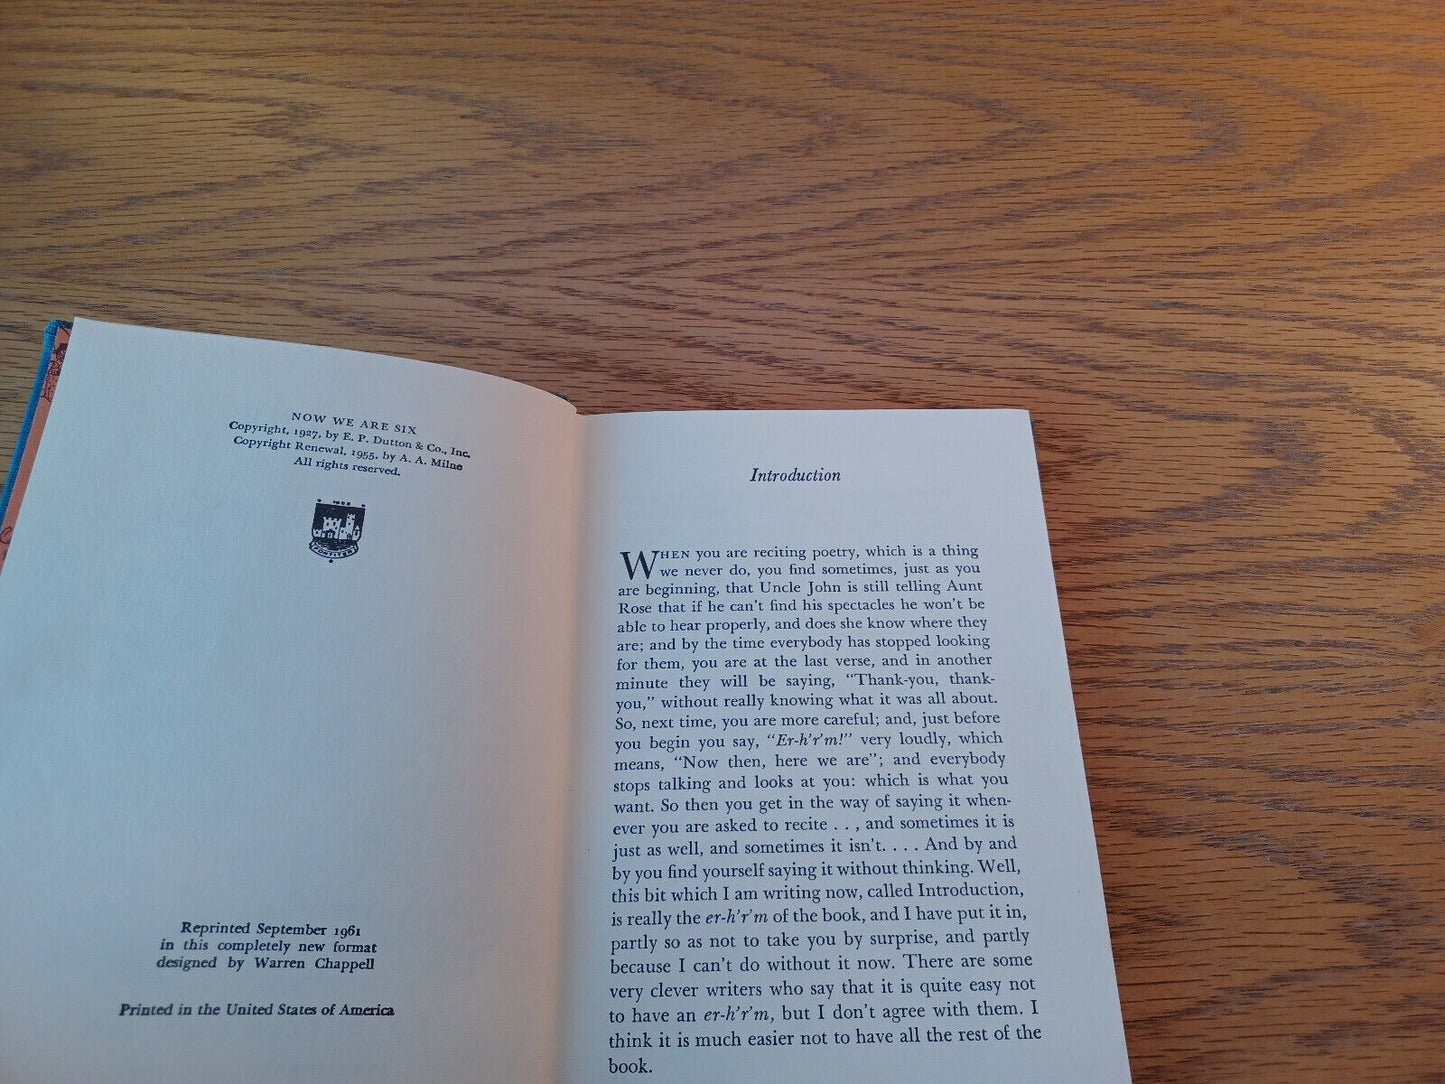 NOW WE ARE SIX
Copyright, 1927, by E. P. Dutton & Co., Inc.
Copyright Renewal, 1955, by A. A. Milne
All rights reserved.
Reprinted September 1961
in this completely new format
designed by Warren Chappell
Printed in the United States of America
Introduction
WHEN you are reciting poetry, which is a thing
we never do, you find sometimes, just as you
are beginning, that Uncle John is still telling Aunt
Rose that if he can't find his spectacles he won't be
able to hear properly, and does she know where they
are; and by the time everybody has stopped looking
for them, you are at the last verse, and in another
minute they will be saying, “Thank-you, thank-
you,” without really knowing what it was all about.
So, next time, you are more careful; and, just before
you begin you say, “Er-h'r'm!” very loudly, which
means, “Now then, here we are”; and everybody
stops talking and looks at you: which is what you
want. So then you get in the way of saying it when-
ever you are asked to recite . . , and sometimes it is
just as well, and sometimes it isn't. . . . And by and
by you find yourself saying it without thinking. Well,
this bit which I am writing now, called Introduction,
is really the er-h'r'm of the book, and I have put it in,
partly so as not to take you by surprise, and partly
because I can't do without it now. There are some
very clever writers who say that it is quite easy not
to have an er-h'r'm, but I don't agree with them. I
think it is much easier not to have all the rest of the
book.